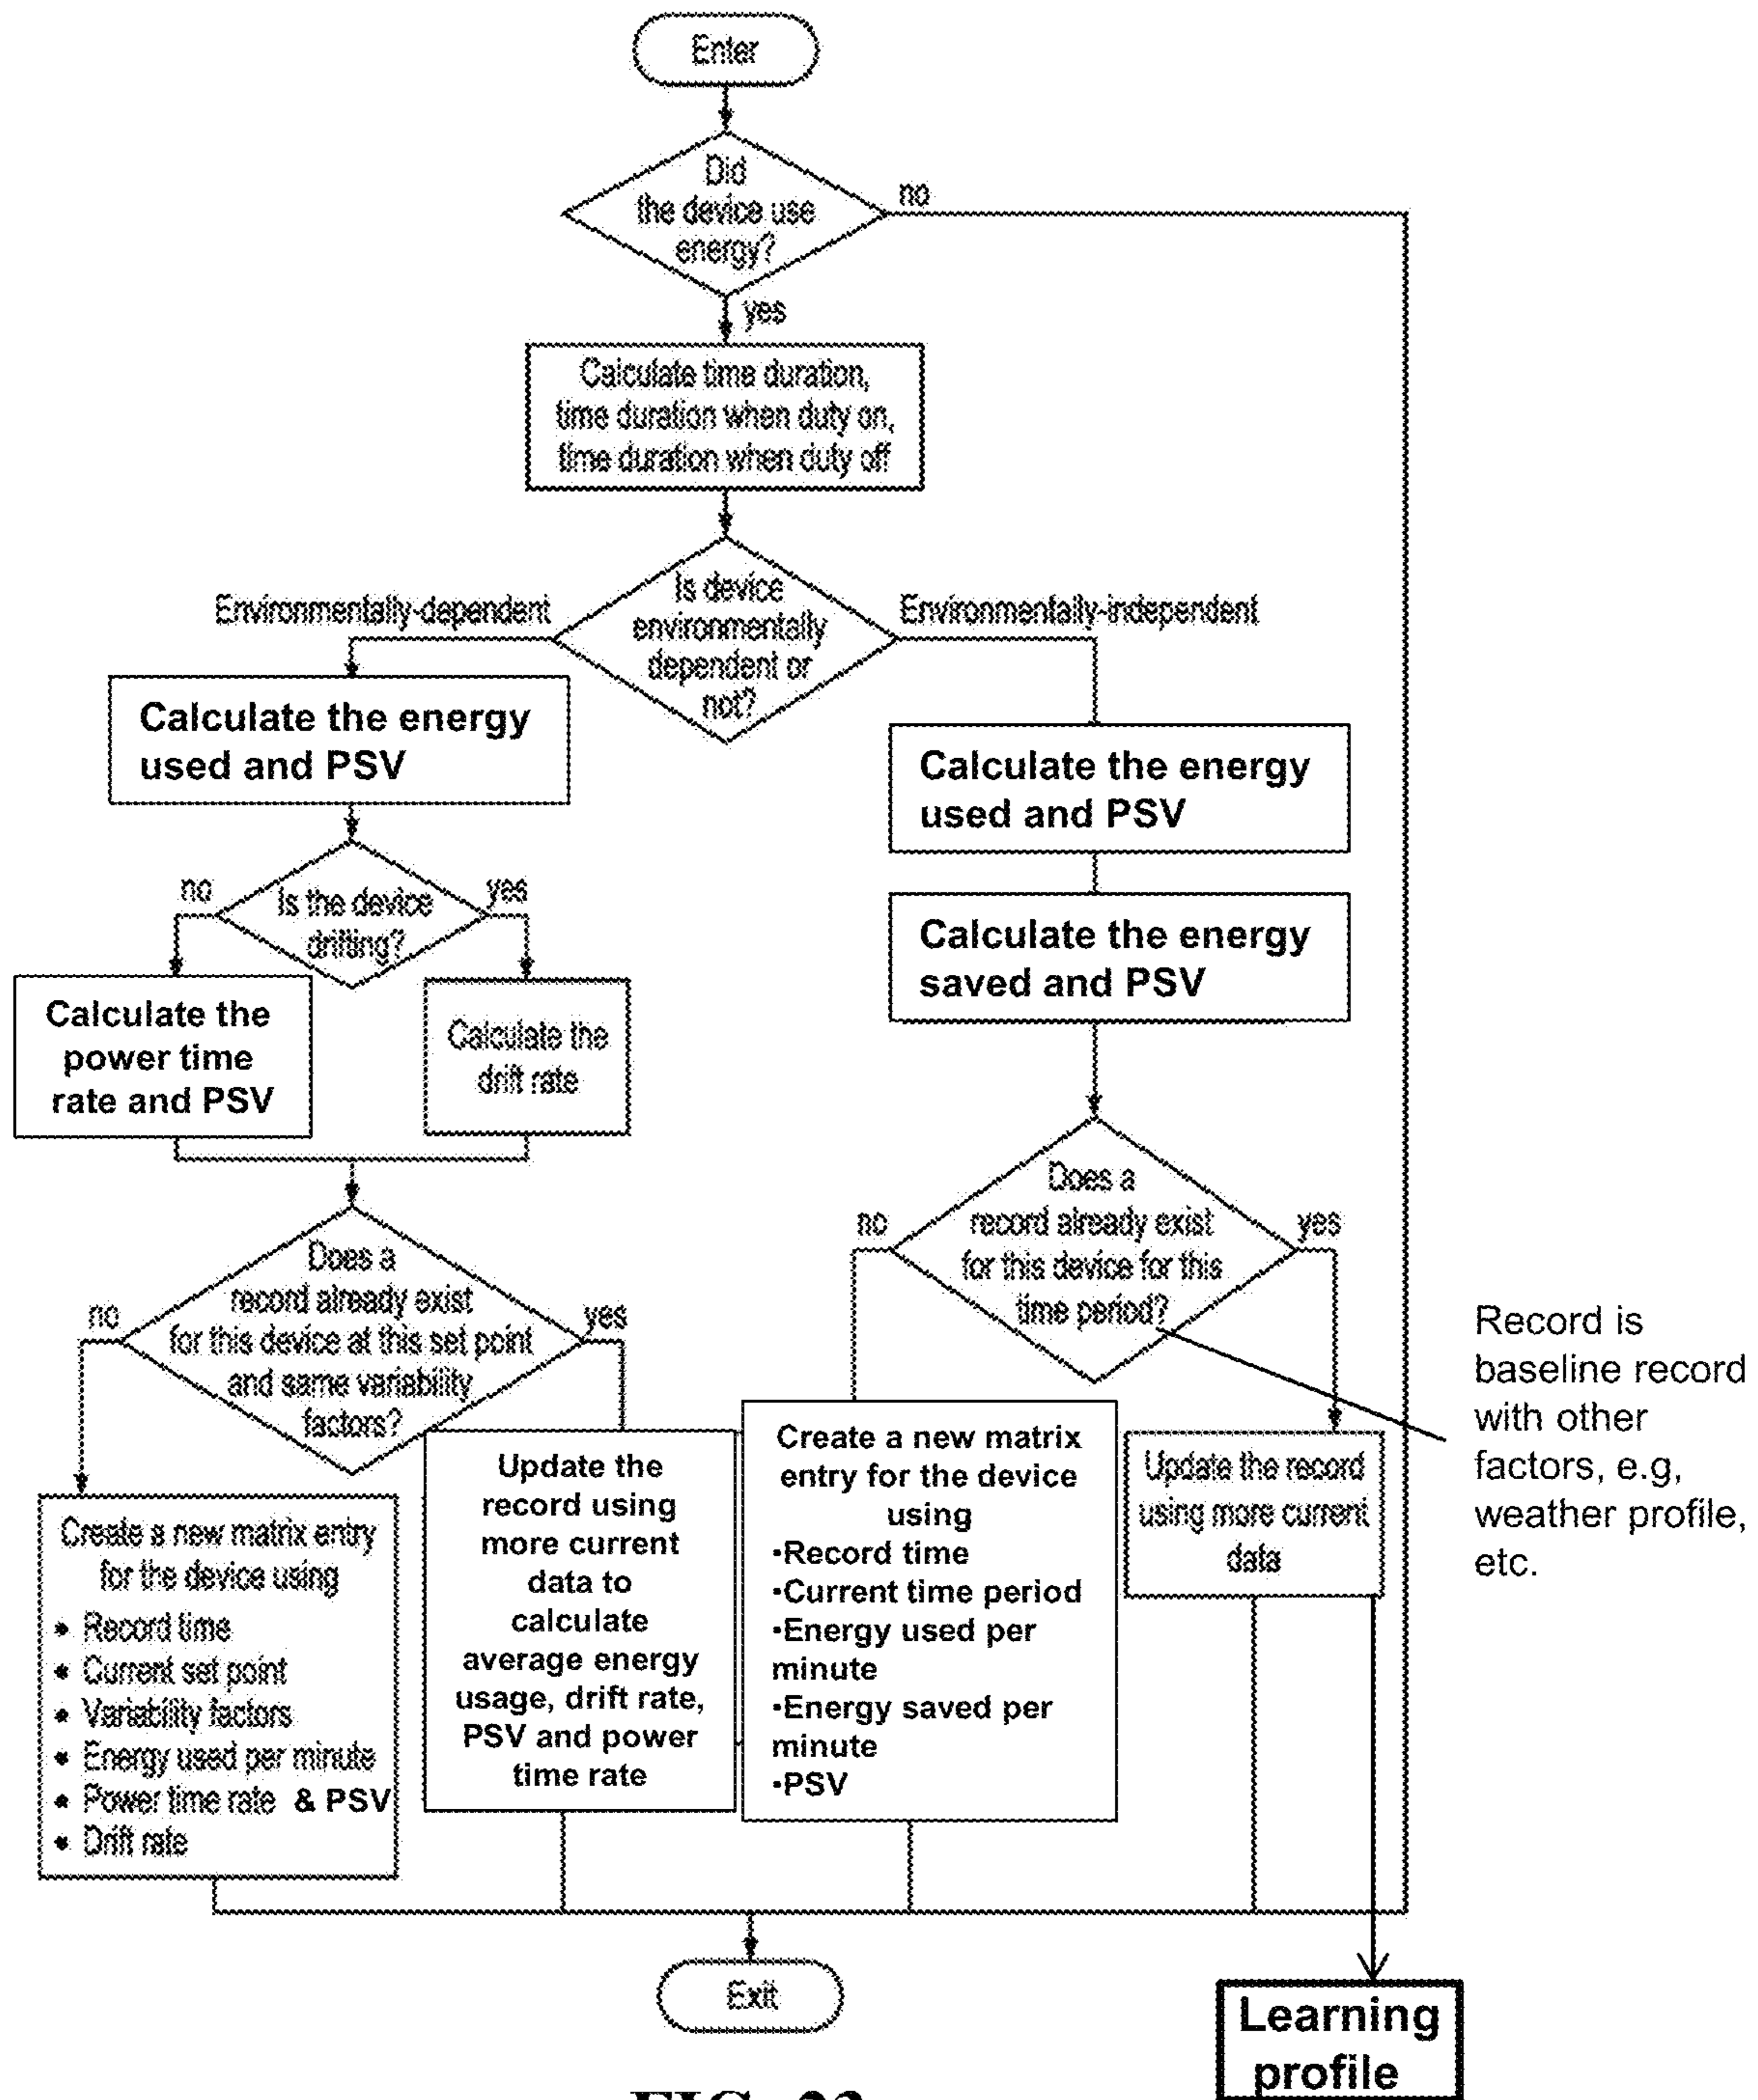 Enter
Did
the device use
energy?
no
yes
Calculate time duration,
time duration when duty on,
time duration when duty off
Environmentally-dependent
Is device
environmentally
dependent or
not?
Environmentally-independent
Calculate the energy
used and PSV
Is the device
drifting?
no
yes
Calculate the
power time
rate and PSV
Calculate the
drift rate
Does a
record already exist
for this device at this set point
and same variability
factors?
no
yes
Create a new matrix entry
for the device using
• Record time
• Current set point
• Variability factors
• Energy used per minute
• Power time rate & PSV
• Drift rate
Update the
record using
more current
data to
calculate
average energy
usage, drift rate,
PSV and power
time rate
Calculate the energy
used and PSV
Calculate the energy
saved and PSV
Does a
record already exist
for this device for this
time period?
no
yes
Create a new matrix
entry for the device
using
•Record time
•Current time period
•Energy used per
minute
•Energy saved per
minute
•PSV
Update the record
using more current
data
Record is
baseline record
with other
factors, e.g,
weather profile,
etc.
Exit
Learning
profile
FIG. 23